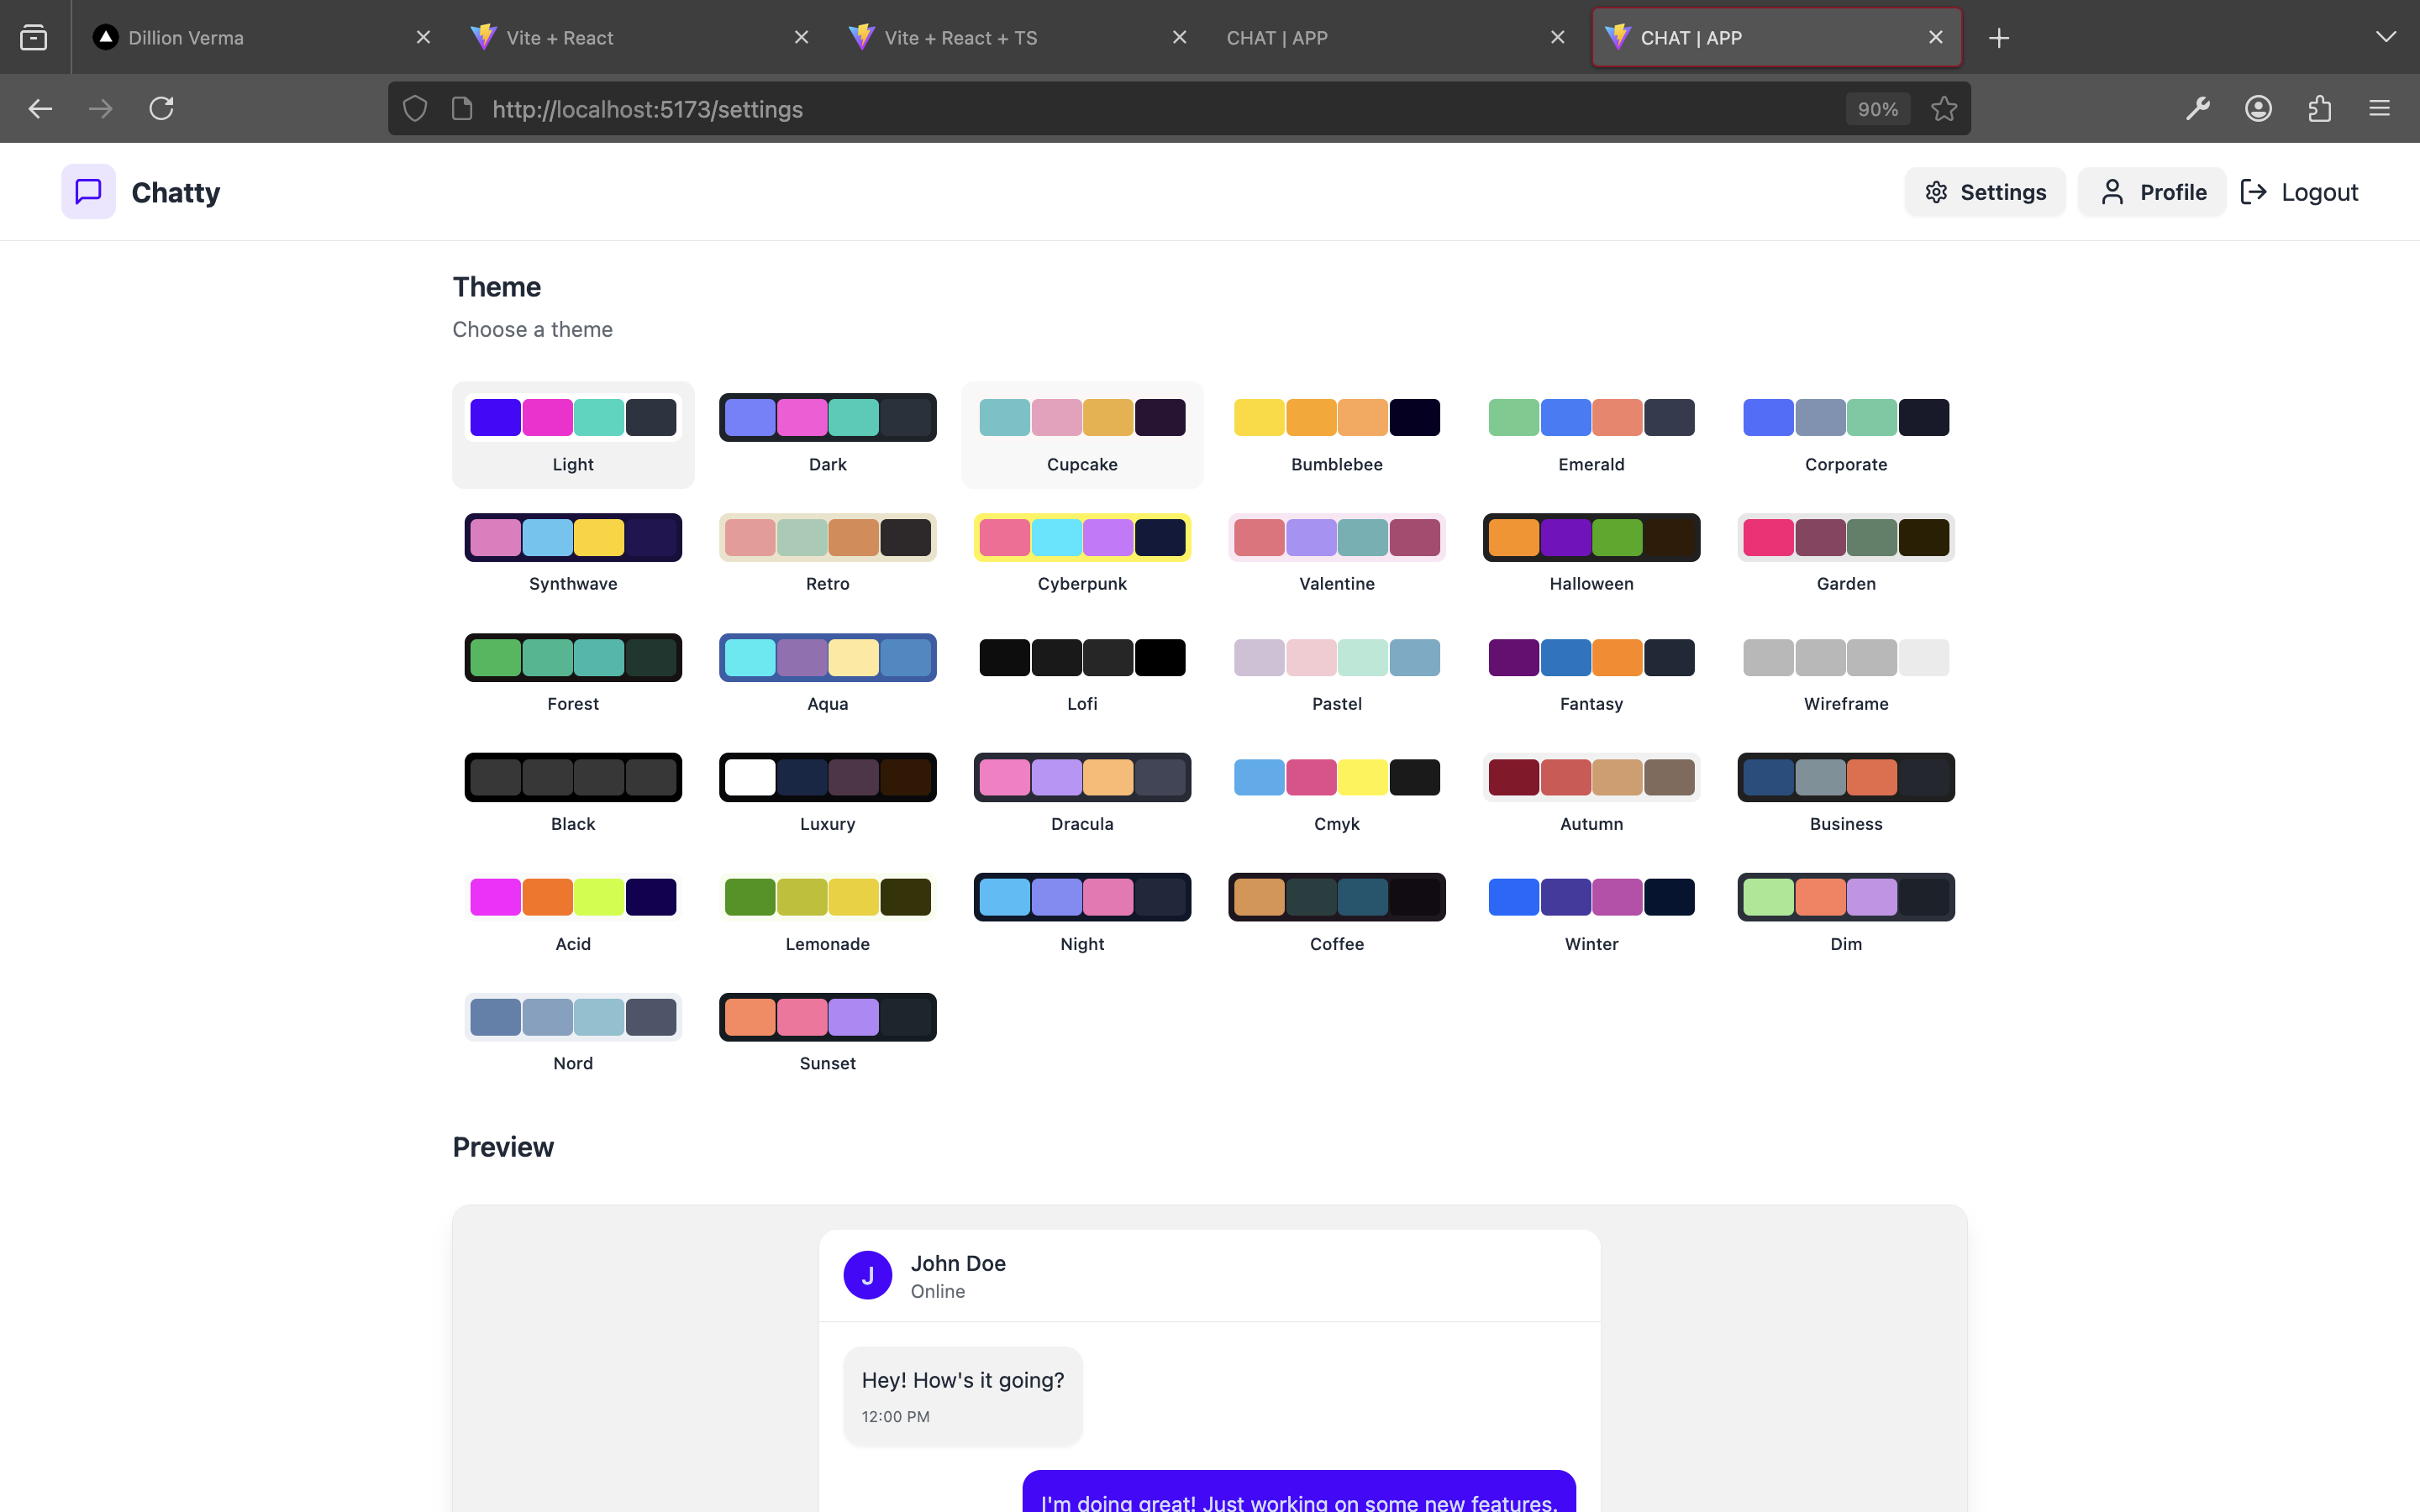 Dillion Verma
Vite + React
Vite + React + TS
CHAT | APP
CHAT | APP
http://localhost:5173/settings
90%
Chatty
Settings
Profile
Logout
Theme
Choose a theme
Light
Dark
Cupcake
Bumblebee
Emerald
Corporate
Synthwave
Retro
Cyberpunk
Valentine
Halloween
Garden
Forest
Aqua
Lofi
Pastel
Fantasy
Wireframe
Black
Luxury
Dracula
Cmyk
Autumn
Business
Acid
Lemonade
Night
Coffee
Winter
Dim
Nord
Sunset
Preview
J
John Doe
Online
Hey! How's it going?
12:00 PM
I'm doing great! Just working on some new features.